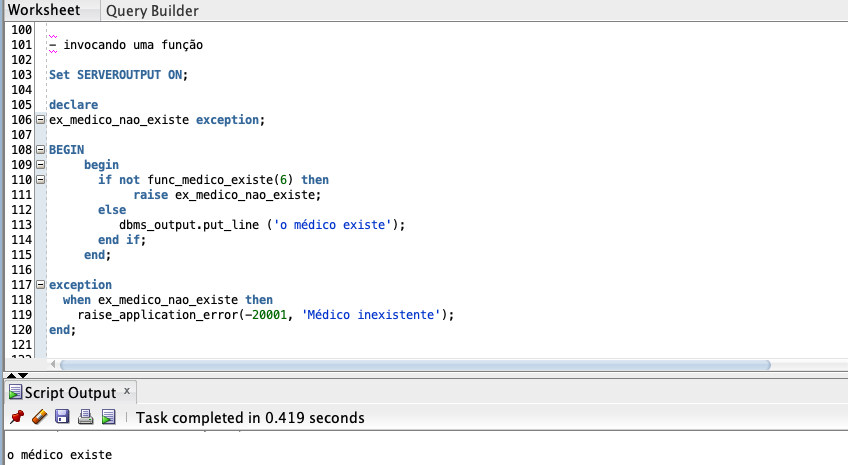 Worksheet Query Builder
100
101 - invocando uma função
102
103 Set SERVEROUTPUT ON;
104
105 declare
106 ex_medico_nao_existe exception;
107
108 BEGIN
109 begin
110 if not func_medico_existe(6) then
111 raise ex_medico_nao_existe;
112 else
113 dbms_output.put_line ('o médico existe');
114 end if;
115 end;
116
117 exception
118 when ex_medico_nao_existe then
119 raise_application_error(-20001, 'Médico inexistente');
120 end;
121
Script Output x
Task completed in 0.419 seconds
o médico existe